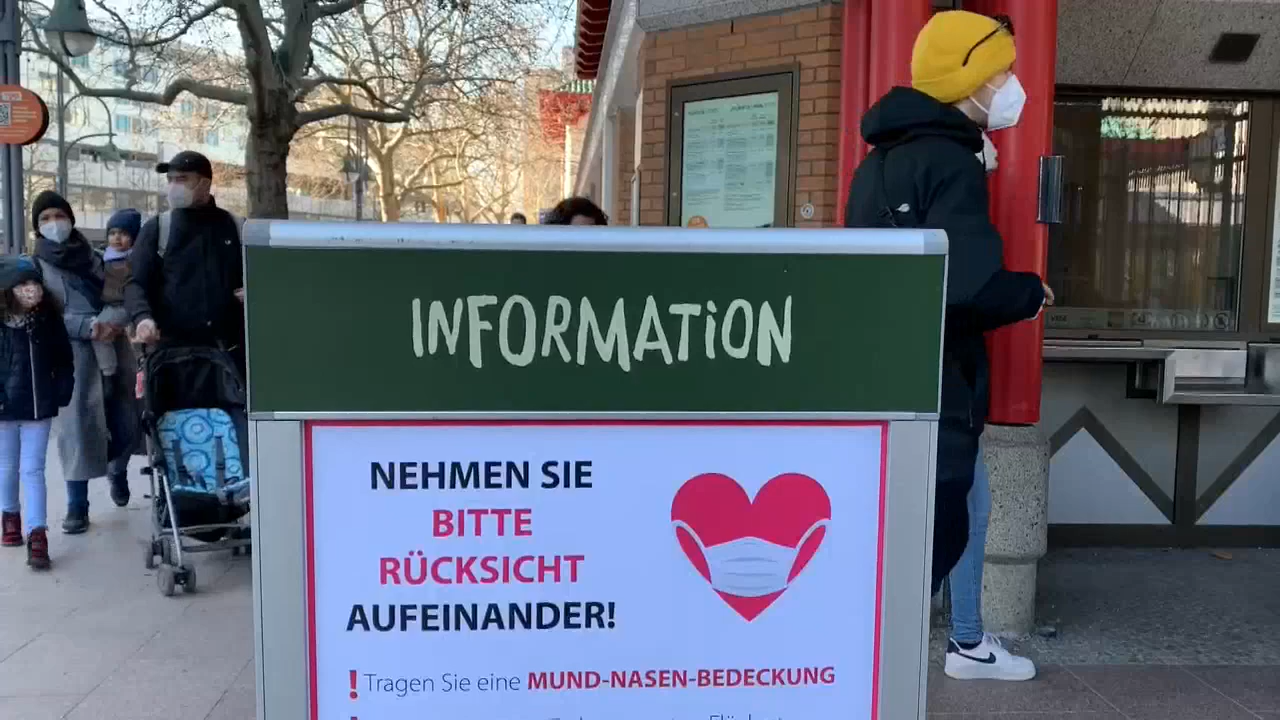 INFORMATION
NEHMEN SIE
BITTE
RÜCKSICHT
AUFEINANDER!
! Tragen Sie eine MUND-NASEN-BEDECKUNG